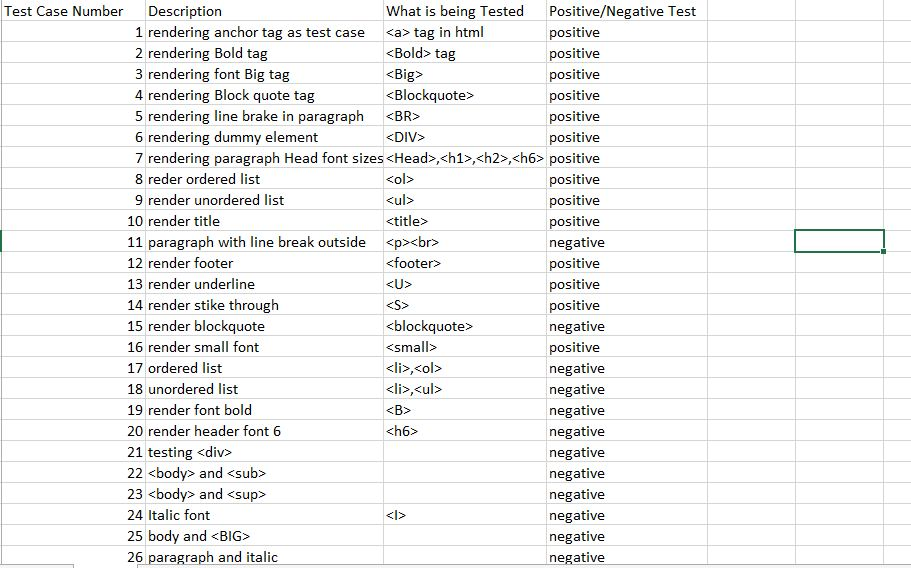 Test Case Number Description What is being Tested Positive/Negative Test
1 rendering anchor tag as test case <a> tag in html positive
2 rendering Bold tag <Bold> tag positive
3 rendering font Big tag <Big> positive
4 rendering Block quote tag <Blockquote> positive
5 rendering line brake in paragraph <BR> positive
6 rendering dummy element <DIV> positive
7 rendering paragraph Head font sizes <Head>,<h1>,<h2>,<h6> positive
8 reder ordered list <ol> positive
9 render unordered list <ul> positive
10 render title <title> positive
11 paragraph with line break outside <p><br> negative
12 render footer <footer> positive
13 render underline <U> positive
14 render stike through <S> positive
15 render blockquote <blockquote> negative
16 render small font <small> positive
17 ordered list <li>,<ol> negative
18 unordered list <li>,<ul> negative
19 render font bold <B> negative
20 render header font 6 <h6> negative
21 testing <div> negative
22 <body> and <sub> negative
23 <body> and <sup> negative
24 Italic font <I> negative
25 body and <BIG> negative
26 paragraph and italic negative